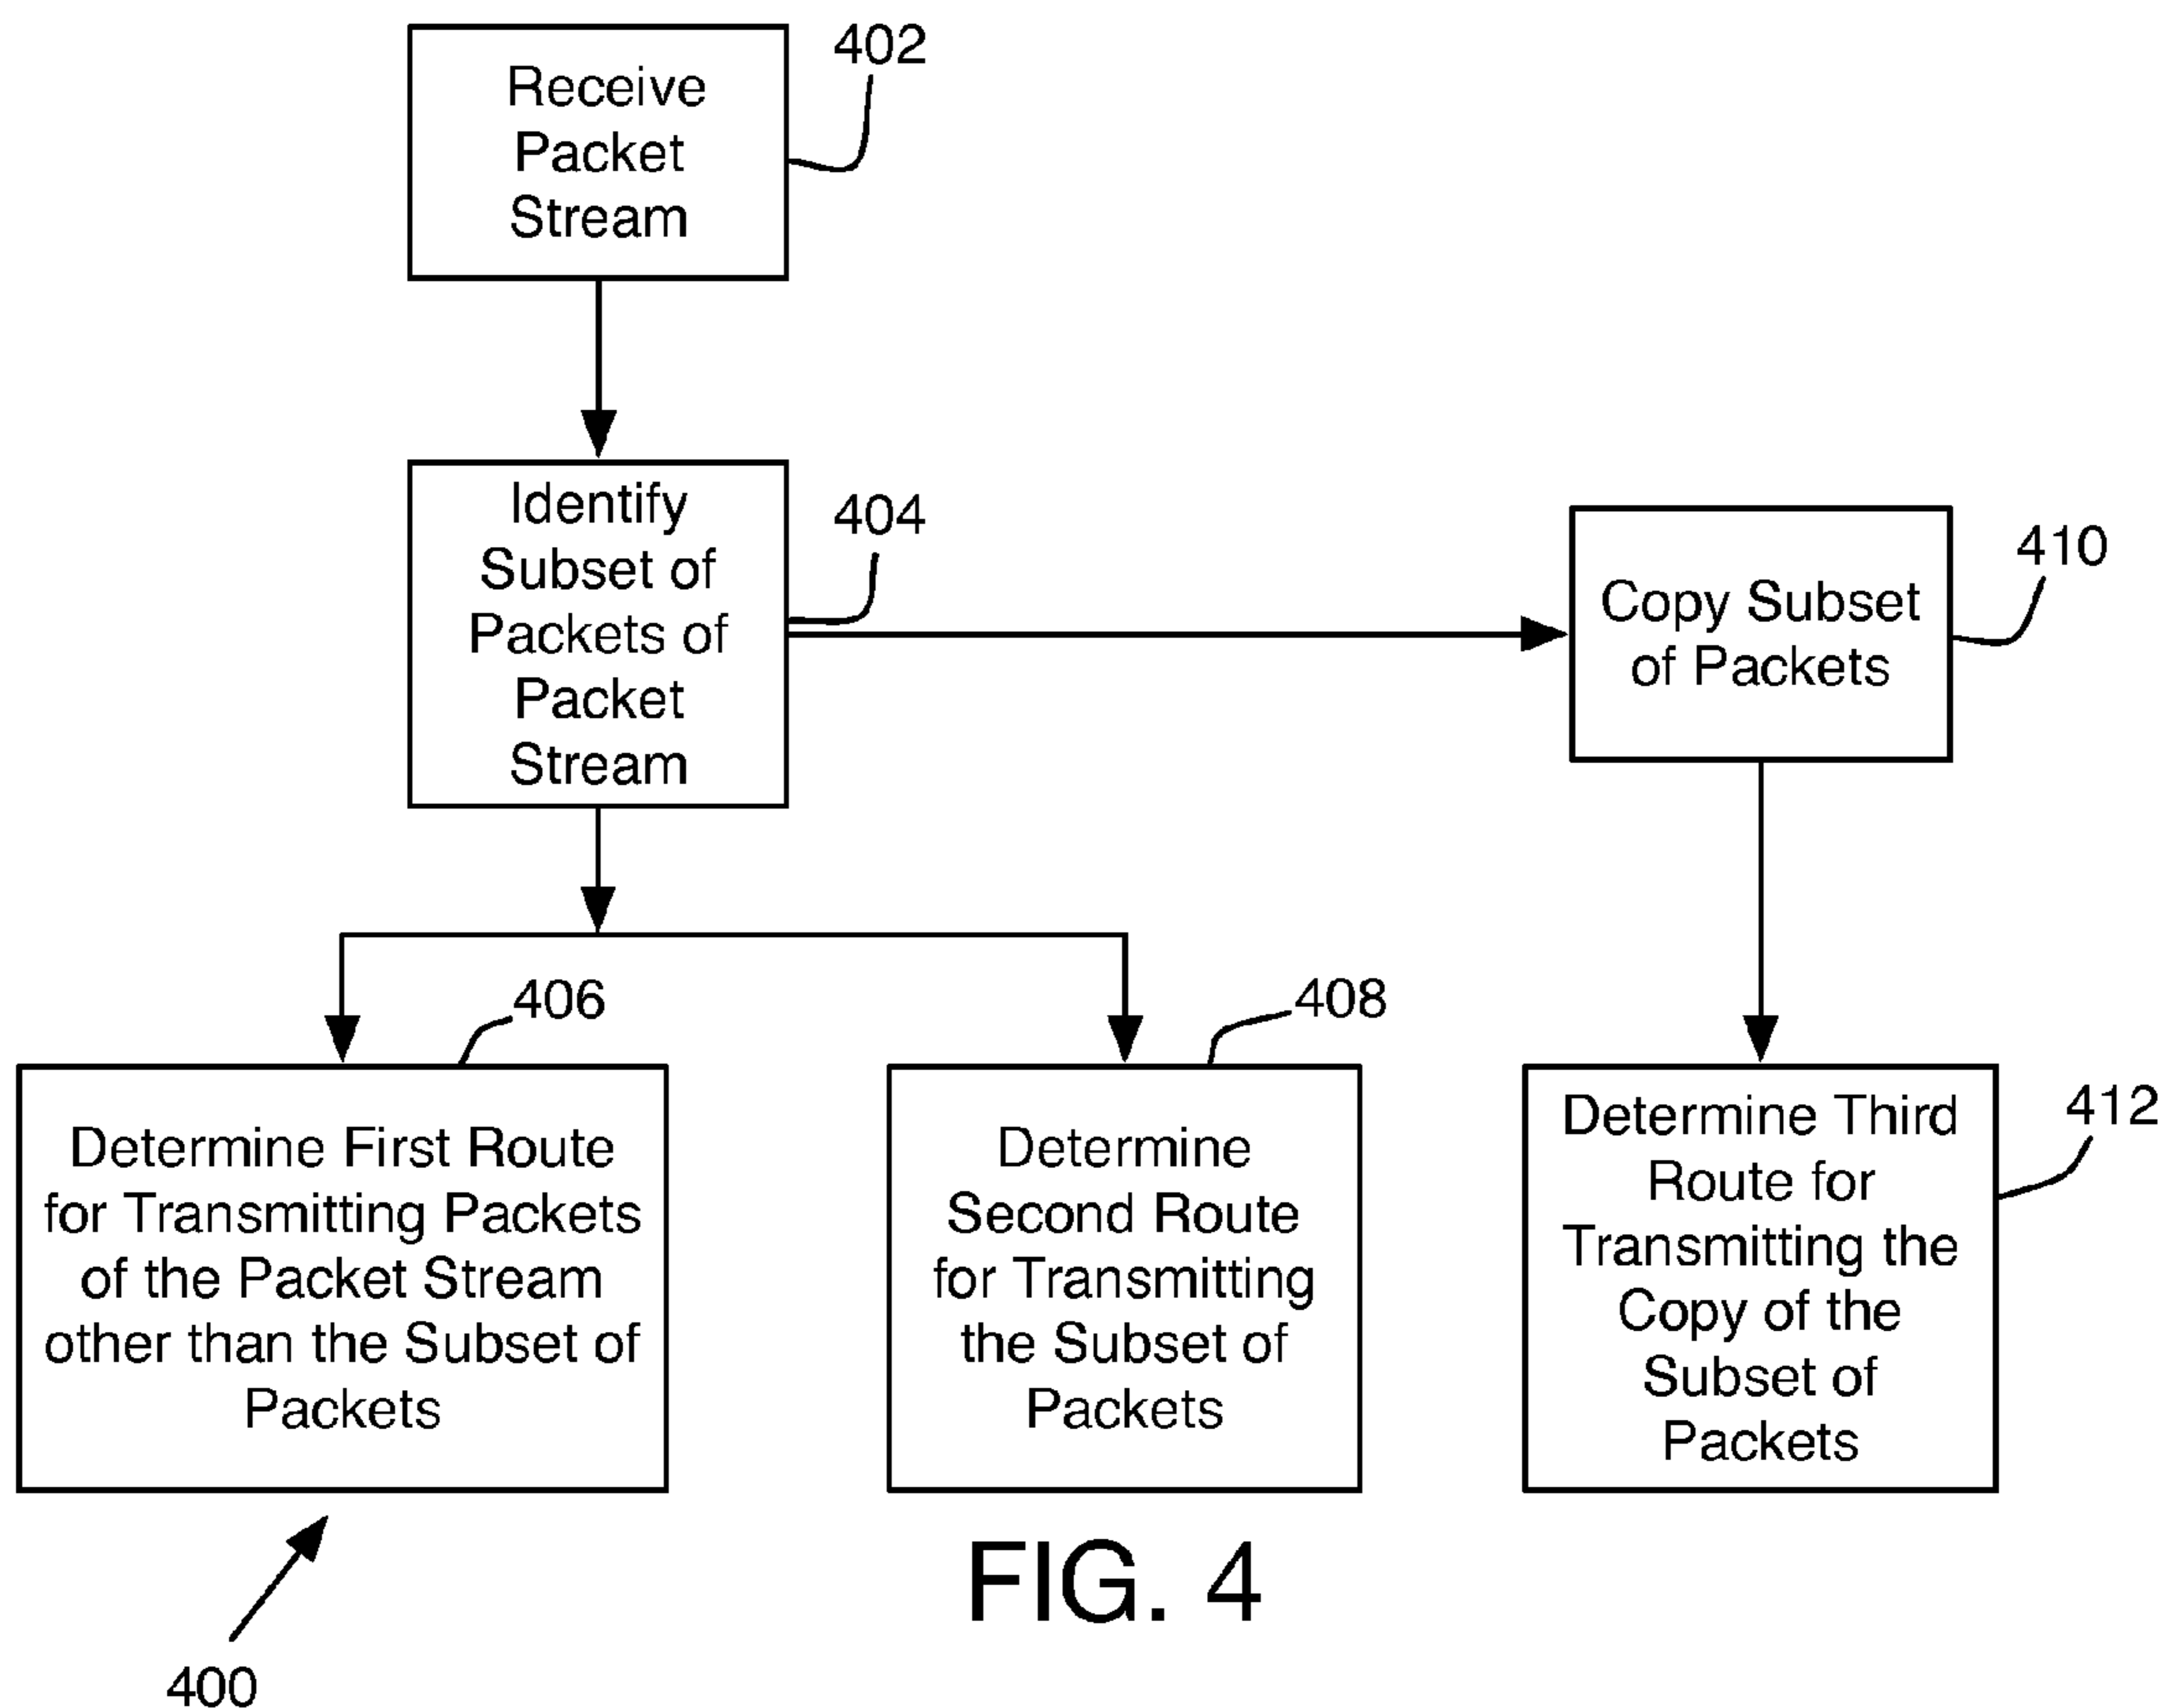 Receive
Packet
Stream
402
Identify
Subset of
Packets of
Packet
Stream
404
Copy Subset
of Packets
410
406
Determine First Route
for Transmitting Packets
of the Packet Stream
other than the Subset of
Packets
408
Determine
Second Route
for Transmitting
the Subset of
Packets
Determine Third
Route for
Transmitting the
Copy of the
Subset of
Packets
412
400
FIG. 4